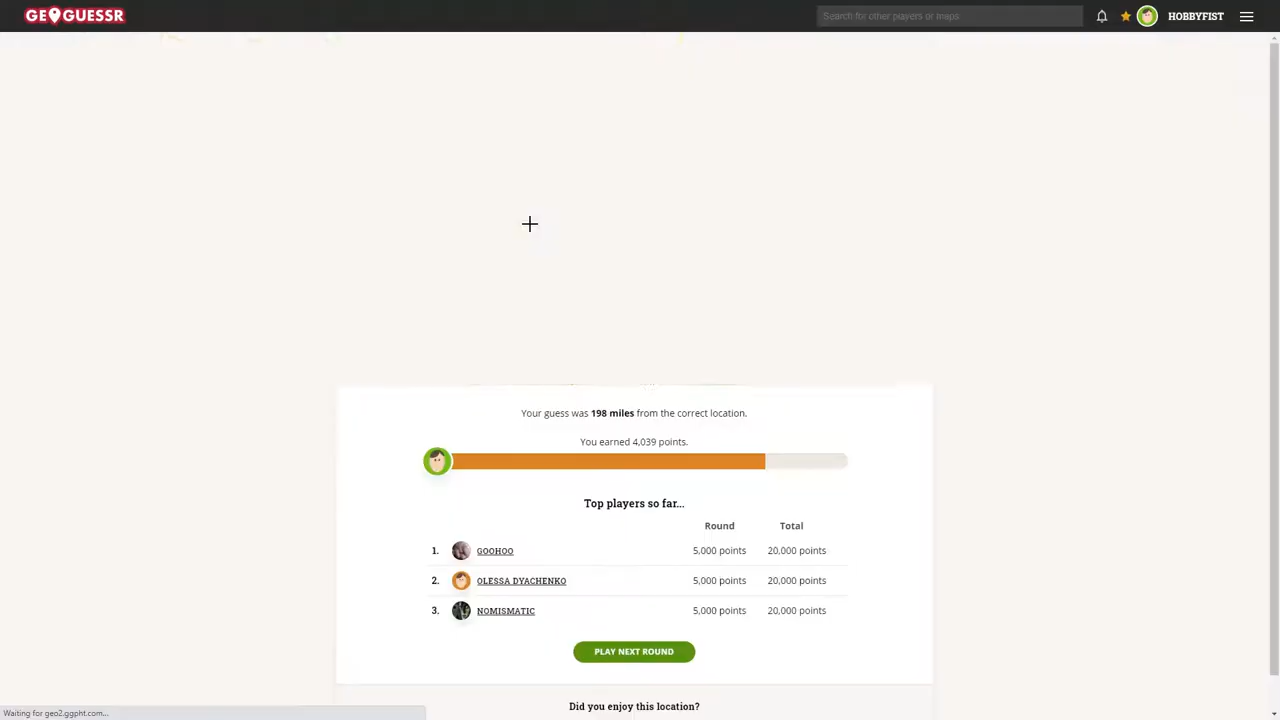 GEOGUESSR
Search for other players or maps
HOBBYFIST
Your guess was 198 miles from the correct location.
You earned 4,039 points.
Top players so far...
Round Total
1. GOOHOO 5,000 points 20,000 points
2. OLESSA DYACHENKO 5,000 points 20,000 points
3. NOMISMATIC 5,000 points 20,000 points
PLAY NEXT ROUND
Did you enjoy this location?
Waiting for geo2.ggpht.com...